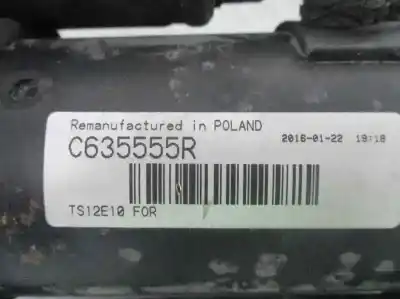 Remanufactured in POLAND
C635555R 2016-01-22 19:18
TS12E10 FOR